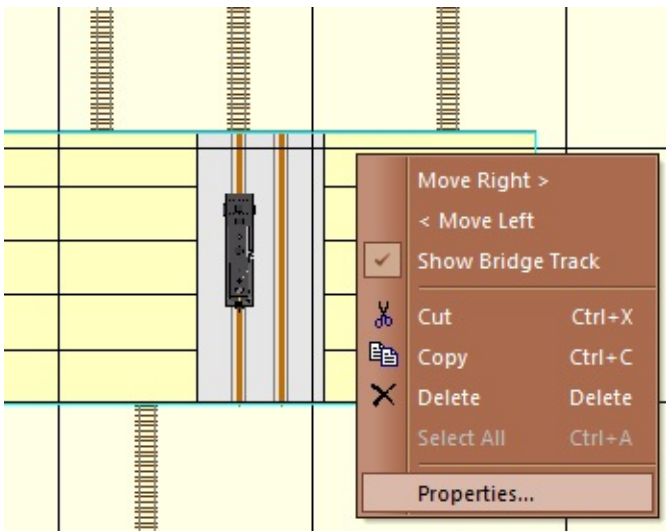 Move Right >
< Move Left
Show Bridge Track
Cut Ctrl+X
Copy Ctrl+C
Delete Delete
Select All Ctrl+A
Properties...